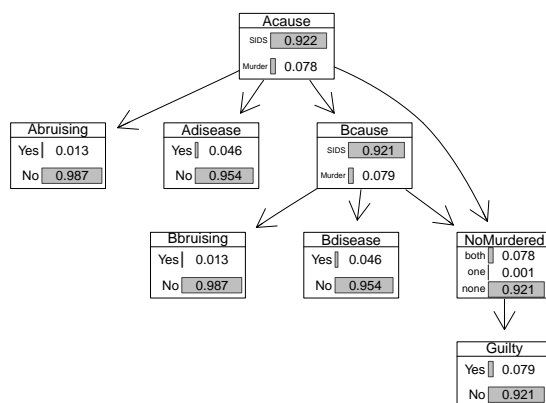 Acause
SIDS 0.922
Murder 0.078
Abruising
Yes 0.013
No 0.987
Adisease
Yes 0.046
No 0.954
Bcause
SIDS 0.921
Murder 0.079
Bbruising
Yes 0.013
No 0.987
Bdisease
Yes 0.046
No 0.954
NoMurdered
both 0.078
one 0.001
none 0.921
Guilty
Yes 0.079
No 0.921